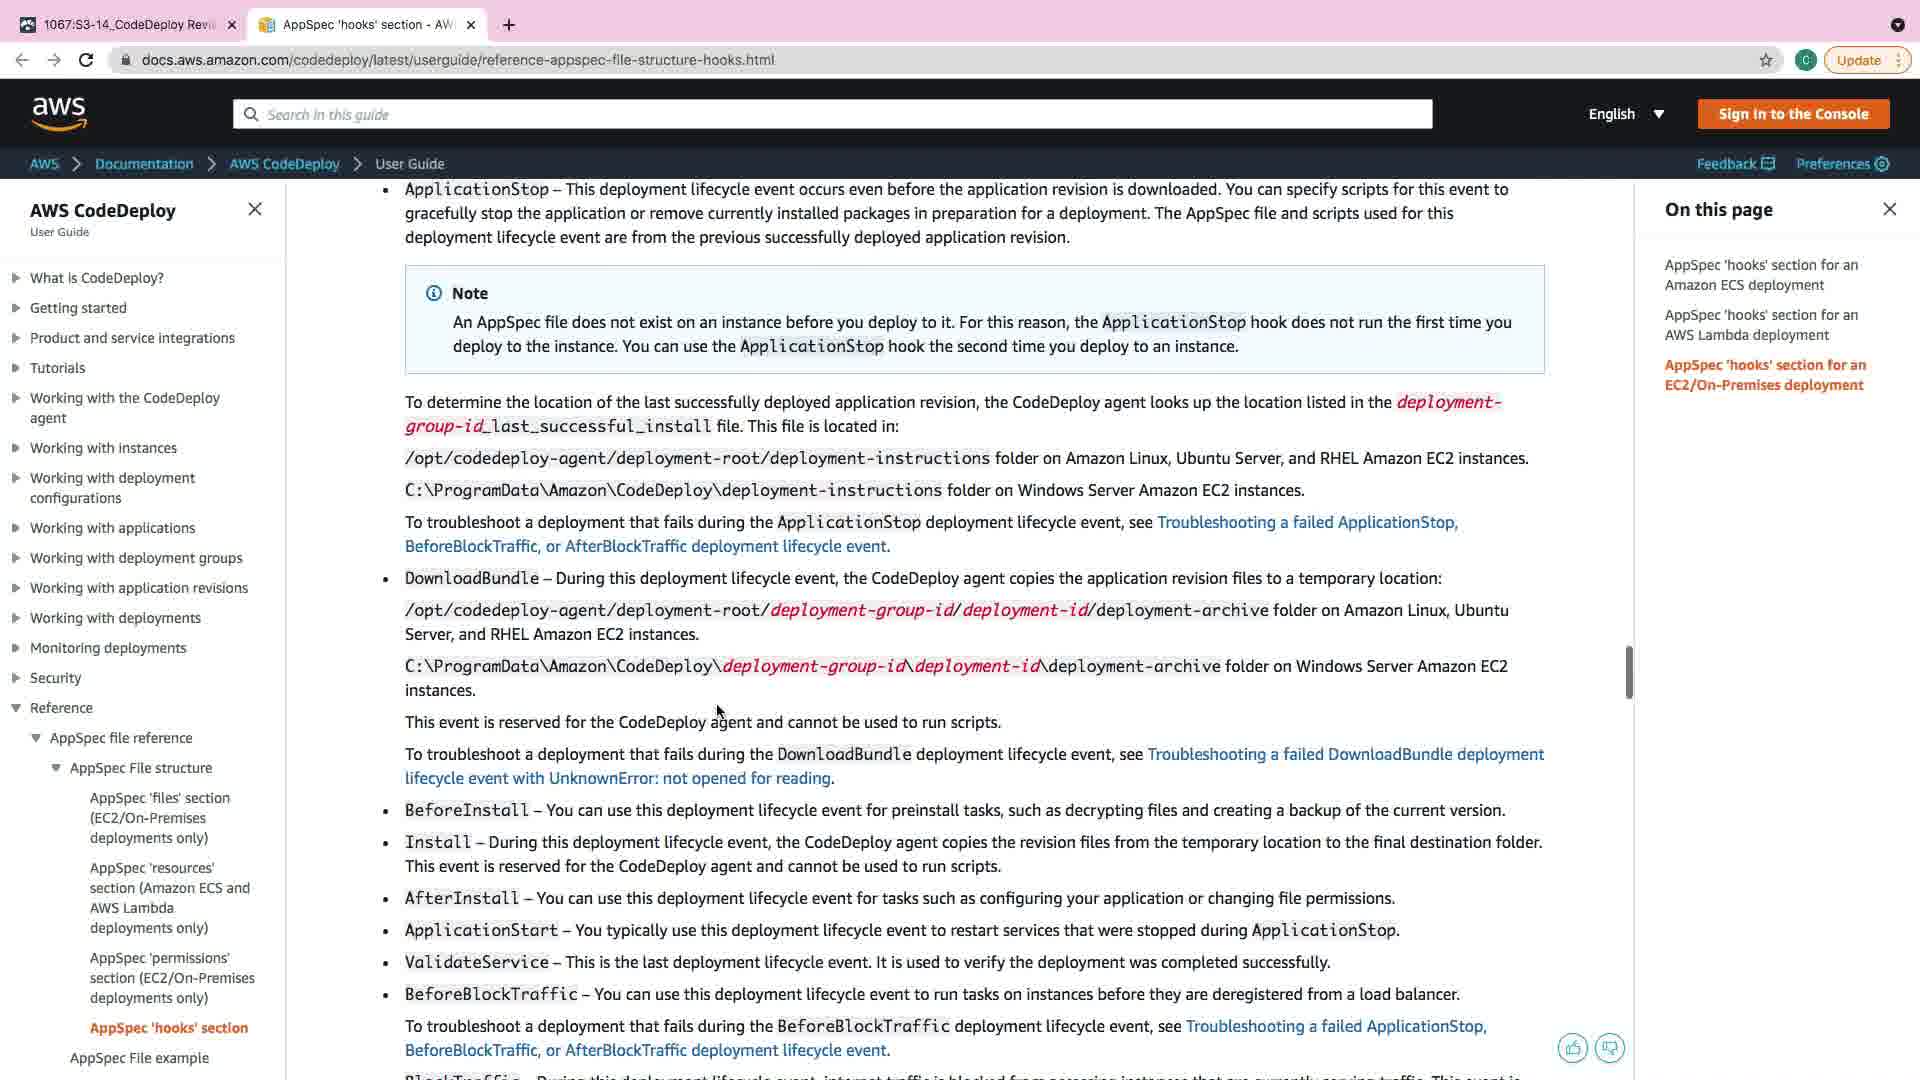 1067:S3-14_CodeDeploy Revi
AppSpec 'hooks' section - AW
docs.aws.amazon.com/codedeploy/latest/userguide/reference-appspec-file-structure-hooks.html
C
Update
aws
Search in this guide
English
Sign In to the Console
AWS
Documentation
AWS CodeDeploy
User Guide
Feedback
Preferences
AWS CodeDeploy
User Guide
What is CodeDeploy?
Getting started
Product and service integrations
Tutorials
Working with the CodeDeploy
agent
Working with instances
Working with deployment
configurations
Working with applications
Working with deployment groups
Working with application revisions
Working with deployments
Monitoring deployments
Security
Reference
AppSpec file reference
AppSpec File structure
AppSpec 'files' section
(EC2/On-Premises
deployments only)
AppSpec 'resources'
section (Amazon ECS and
AWS Lambda
deployments only)
AppSpec 'permissions'
section (EC2/On-Premises
deployments only)
AppSpec 'hooks' section
AppSpec File example
• ApplicationStop – This deployment lifecycle event occurs even before the application revision is downloaded. You can specify scripts for this event to
gracefully stop the application or remove currently installed packages in preparation for a deployment. The AppSpec file and scripts used for this
deployment lifecycle event are from the previous successfully deployed application revision.
Note
An AppSpec file does not exist on an instance before you deploy to it. For this reason, the ApplicationStop hook does not run the first time you
deploy to the instance. You can use the ApplicationStop hook the second time you deploy to an instance.
To determine the location of the last successfully deployed application revision, the CodeDeploy agent looks up the location listed in the deployment-
group-id_last_successful_install file. This file is located in:
/opt/codedeploy-agent/deployment-root/deployment-instructions folder on Amazon Linux, Ubuntu Server, and RHEL Amazon EC2 instances.
C:\ProgramData\Amazon\CodeDeploy\deployment-instructions folder on Windows Server Amazon EC2 instances.
To troubleshoot a deployment that fails during the ApplicationStop deployment lifecycle event, see Troubleshooting a failed ApplicationStop,
BeforeBlockTraffic, or AfterBlockTraffic deployment lifecycle event.
• DownloadBundle – During this deployment lifecycle event, the CodeDeploy agent copies the application revision files to a temporary location:
/opt/codedeploy-agent/deployment-root/deployment-group-id/deployment-id/deployment-archive folder on Amazon Linux, Ubuntu
Server, and RHEL Amazon EC2 instances.
C:\ProgramData\Amazon\CodeDeploy\deployment-group-id\deployment-id\deployment-archive folder on Windows Server Amazon EC2
instances.
This event is reserved for the CodeDeploy agent and cannot be used to run scripts.
To troubleshoot a deployment that fails during the DownloadBundle deployment lifecycle event, see Troubleshooting a failed DownloadBundle deployment
lifecycle event with UnknownError: not opened for reading.
• BeforeInstall – You can use this deployment lifecycle event for preinstall tasks, such as decrypting files and creating a backup of the current version.
• Install – During this deployment lifecycle event, the CodeDeploy agent copies the revision files from the temporary location to the final destination folder.
This event is reserved for the CodeDeploy agent and cannot be used to run scripts.
• AfterInstall – You can use this deployment lifecycle event for tasks such as configuring your application or changing file permissions.
• ApplicationStart – You typically use this deployment lifecycle event to restart services that were stopped during ApplicationStop.
• ValidateService – This is the last deployment lifecycle event. It is used to verify the deployment was completed successfully.
• BeforeBlockTraffic – You can use this deployment lifecycle event to run tasks on instances before they are deregistered from a load balancer.
To troubleshoot a deployment that fails during the BeforeBlockTraffic deployment lifecycle event, see Troubleshooting a failed ApplicationStop,
BeforeBlockTraffic, or AfterBlockTraffic deployment lifecycle event.
On this page
AppSpec 'hooks' section for an
Amazon ECS deployment
AppSpec 'hooks' section for an
AWS Lambda deployment
AppSpec 'hooks' section for an
EC2/On-Premises deployment